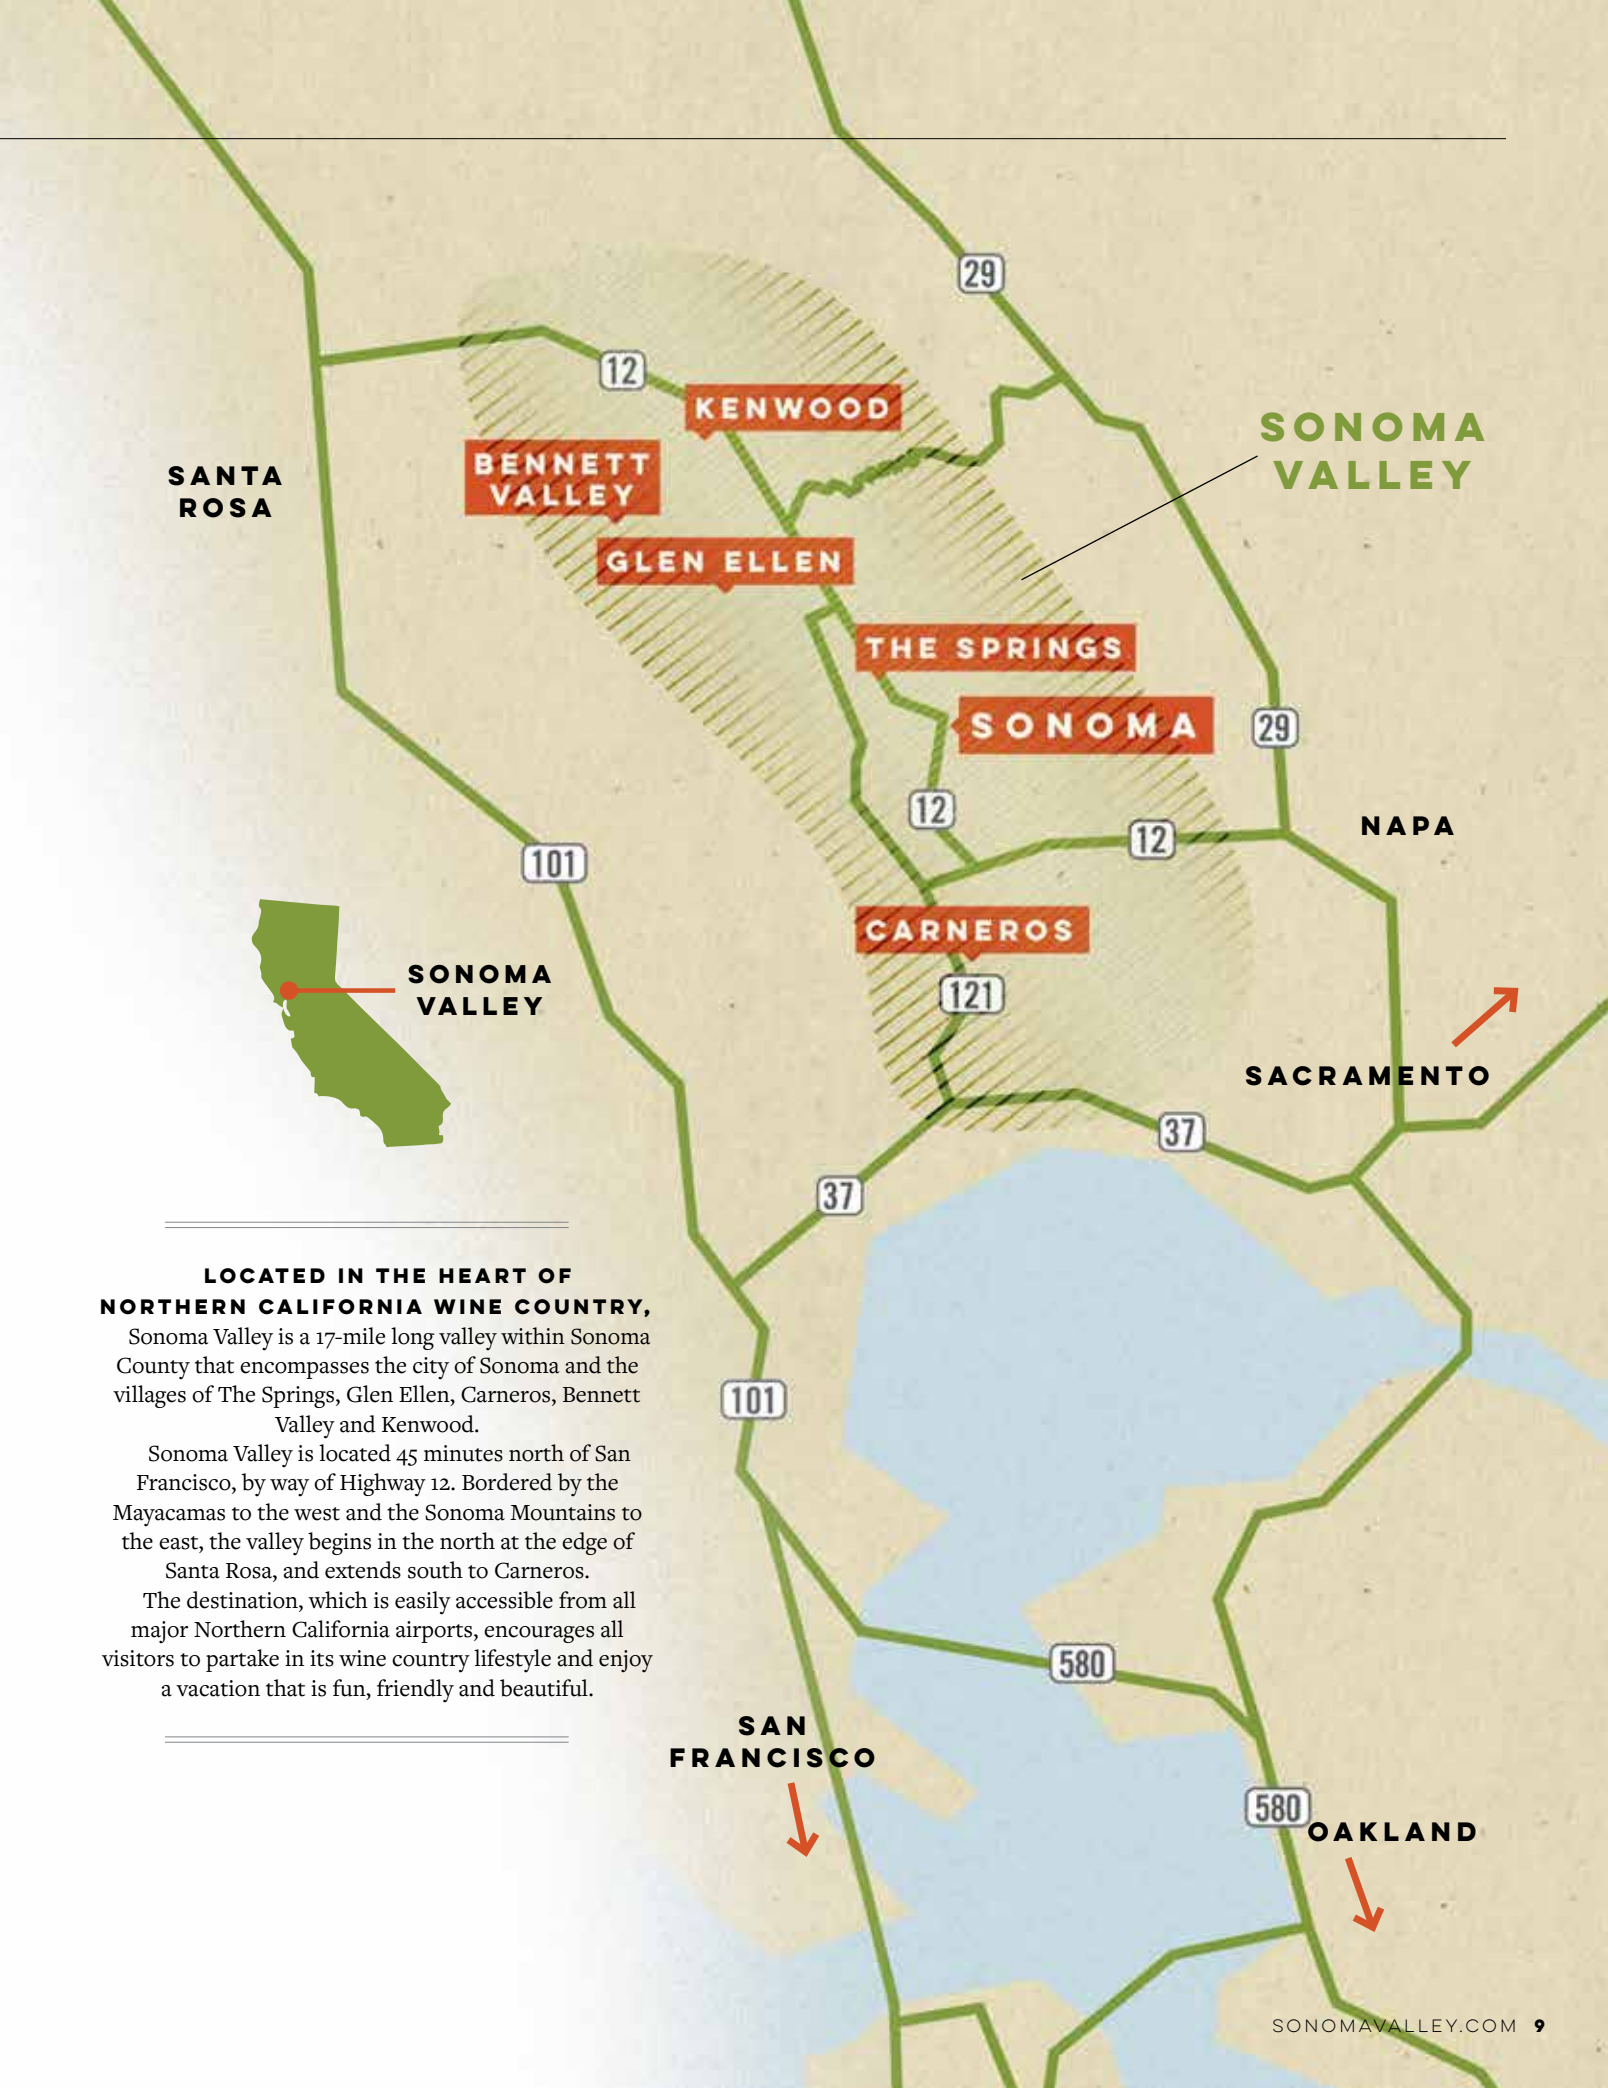 29
12
KENWOOD
SONOMA
VALLEY
BENNETT
VALLEY
SANTA
ROSA
GLEN ELLEN
THE SPRINGS
SONOMA
29
12
12
NAPA
101
CARNEROS
SONOMA
VALLEY
121
SACRAMENTO
37
37
LOCATED IN THE HEART OF
NORTHERN CALIFORNIA WINE COUNTRY,
Sonoma Valley is a 17-mile long valley within Sonoma
County that encompasses the city of Sonoma and the
villages of The Springs, Glen Ellen, Carneros, Bennett
Valley and Kenwood.
Sonoma Valley is located 45 minutes north of San
Francisco, by way of Highway 12. Bordered by the
Mayacamas to the west and the Sonoma Mountains to
the east, the valley begins in the north at the edge of
Santa Rosa, and extends south to Carneros.
The destination, which is easily accessible from all
major Northern California airports, encourages all
visitors to partake in its wine country lifestyle and enjoy
a vacation that is fun, friendly and beautiful.
101
580
SAN
FRANCISCO
580
OAKLAND
SONOMAVALLEY.COM 9